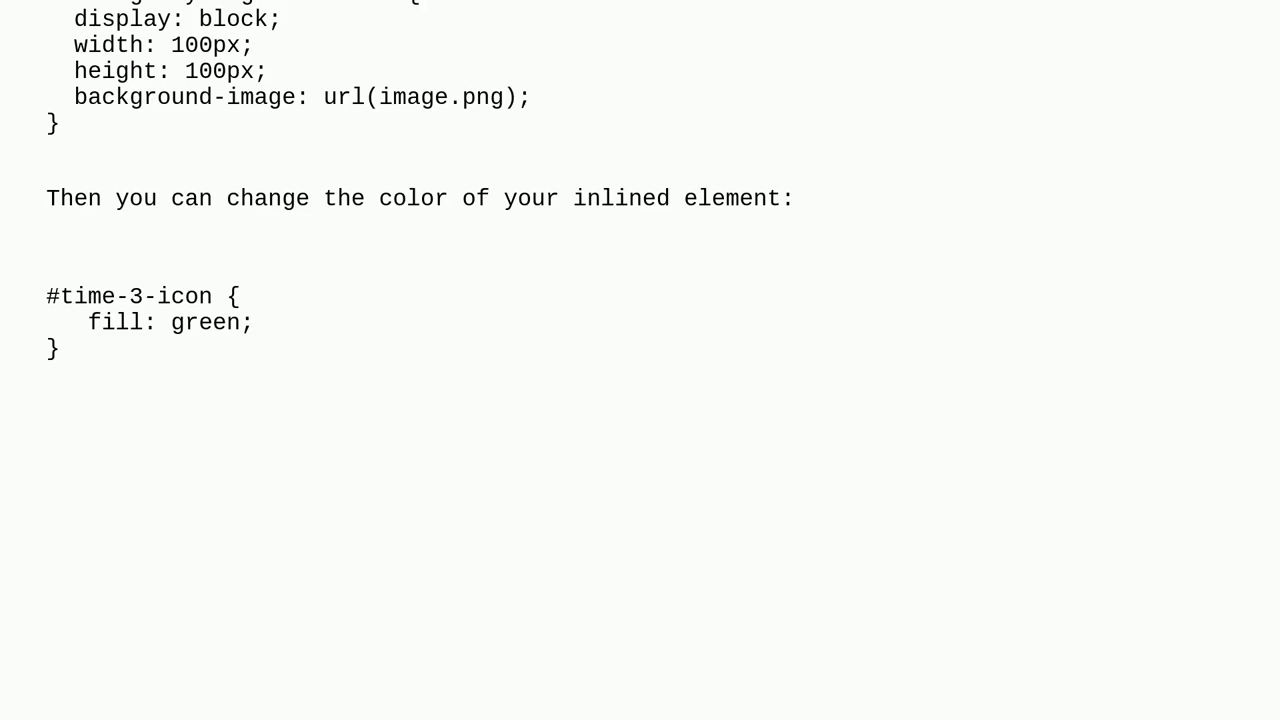 display: block;
width: 100px;
height: 100px;
background-image: url(image.png);
}
Then you can change the color of your inlined element:
#time-3-icon {
fill: green;
}